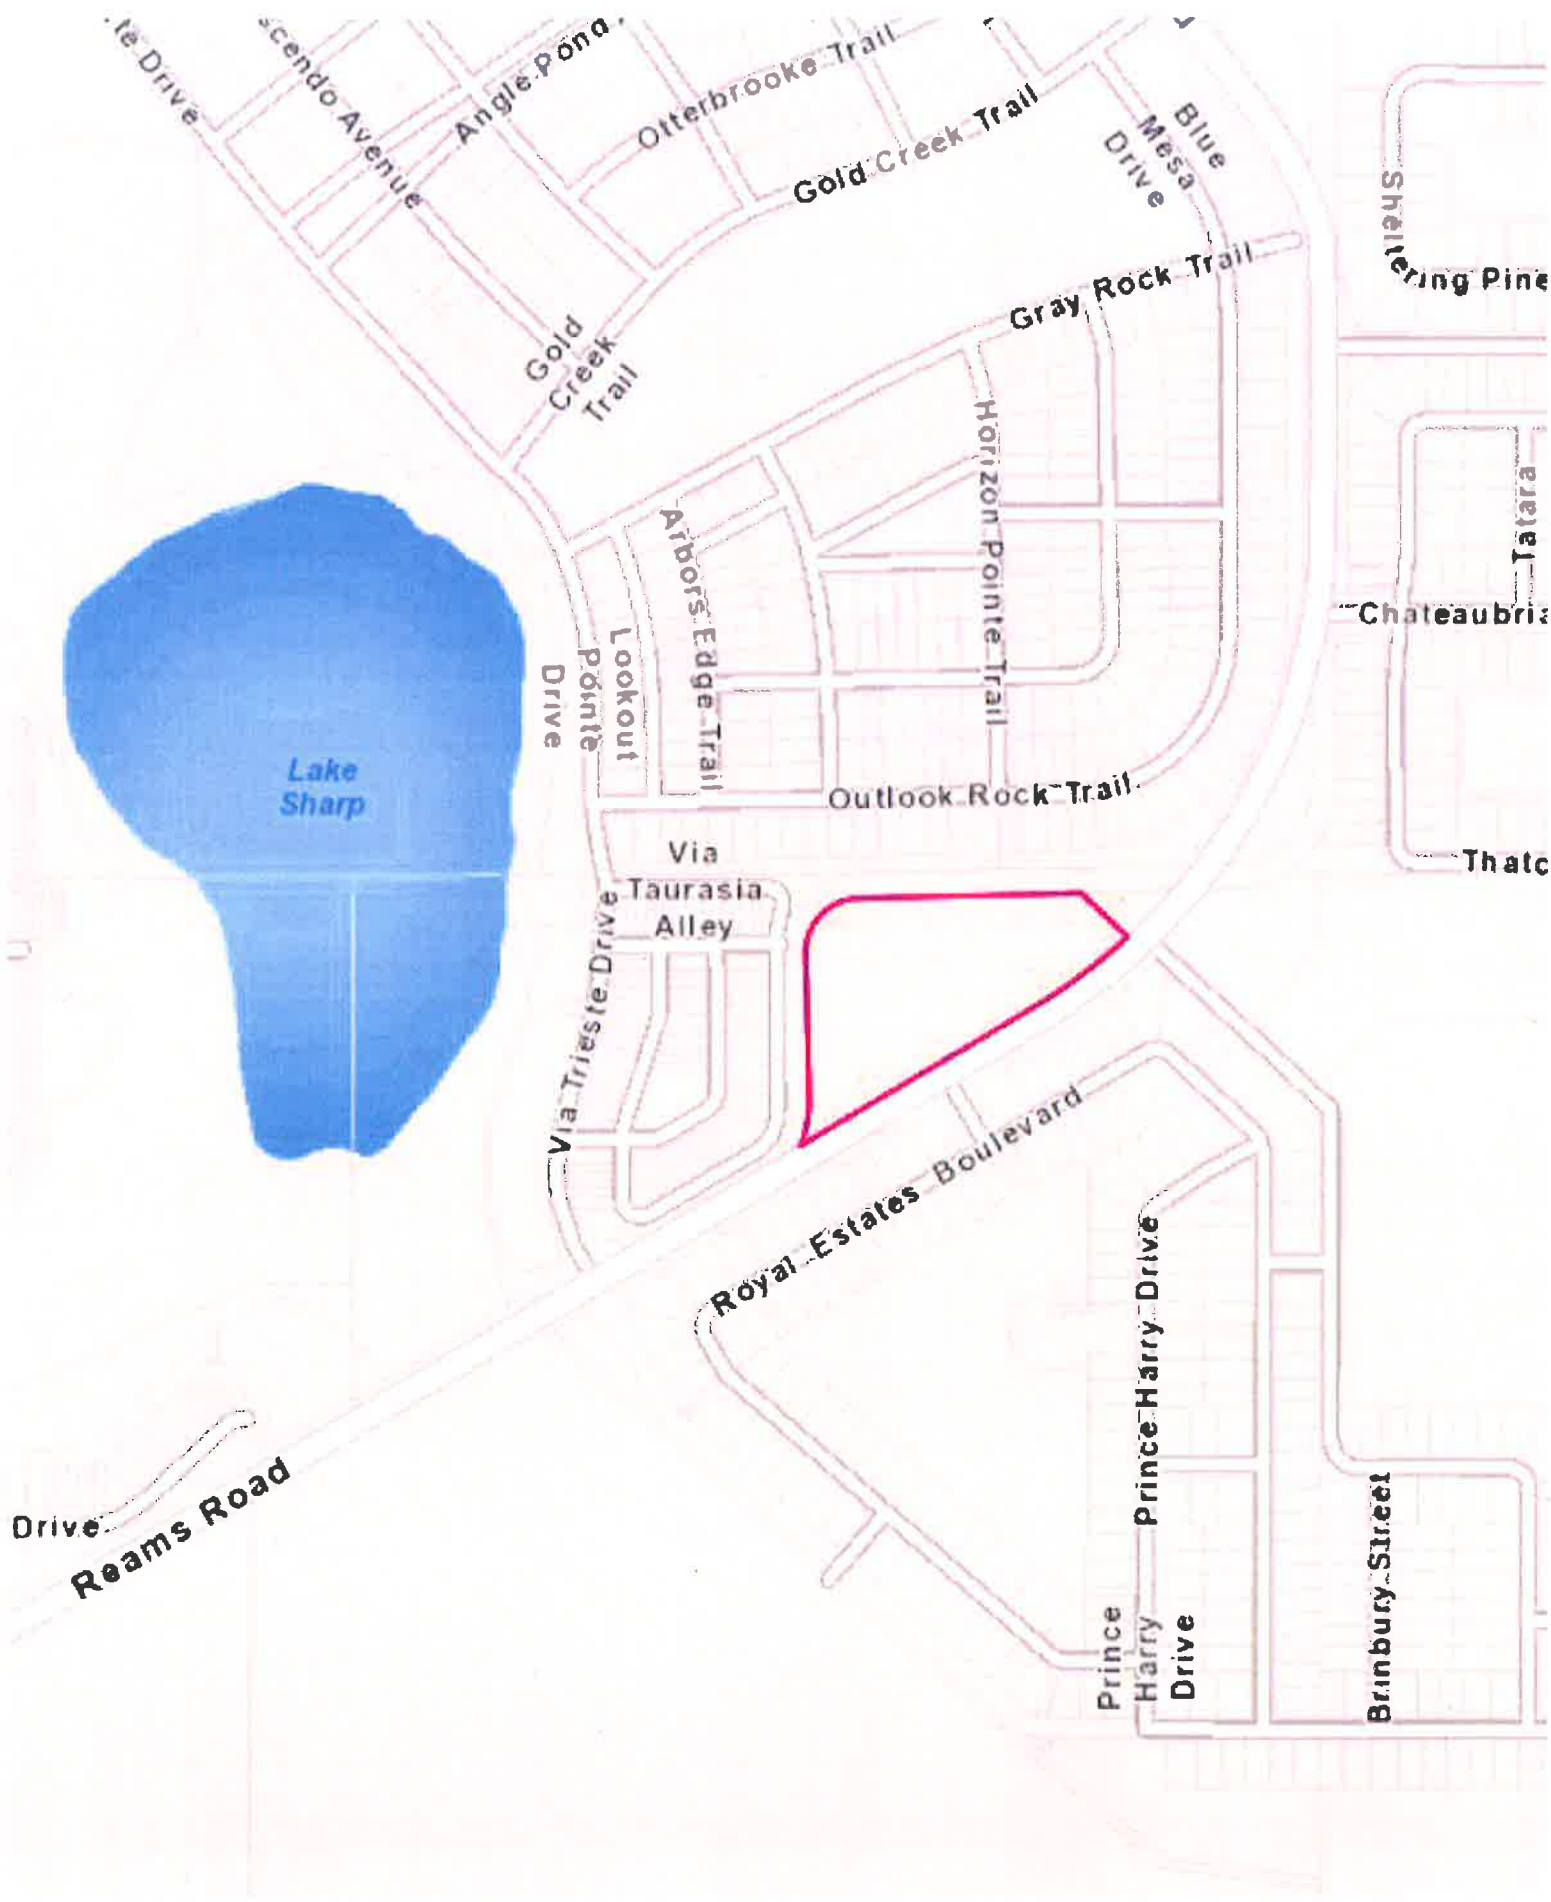 Drive
Avenue
Angle Pond
Otterbrooke Trail
Gold Creek Trail
Blue
Mesa
Drive
Sheltering Pine
Gray Rock Trail
Gold
Creek
Trail
Horizon Pointe Trail
Arbors Edge Trail
Tatara
Chateaubria
Lookout
Pointe
Drive
Lake
Sharp
Outlook Rock Trail
Via
Taurasia
Alley
Thatc
Via Trieste Drive
Royal Estates Boulevard
Prince Harry Drive
Reams Road
Drive
Brinbury Street
Prince
Harry
Drive